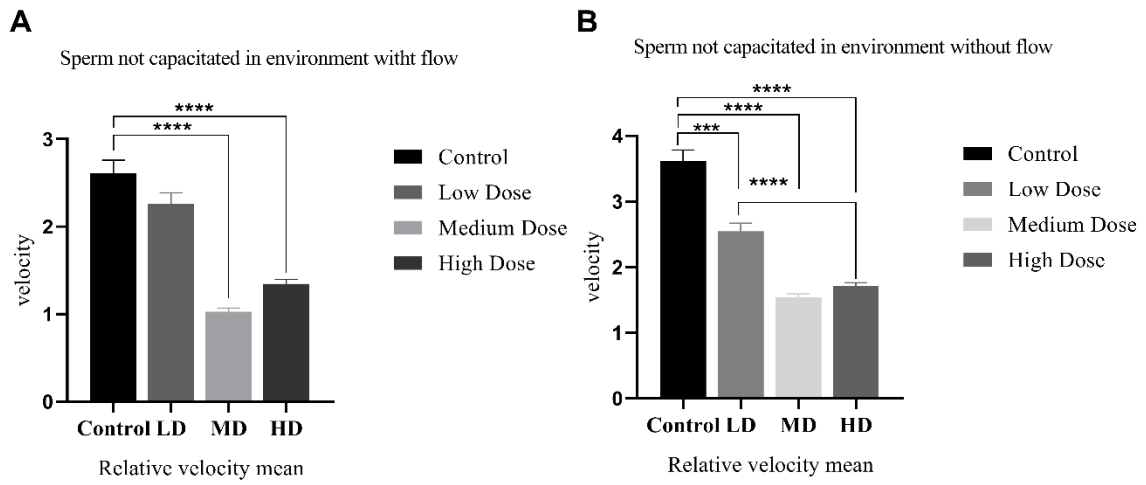 A
Sperm not capacitated in environment witht flow
****
****
3
2
1
0
velocity
Control LD MD HD
Relative velocity mean
Control
Low Dose
Medium Dose
High Dose
B
Sperm not capacitated in environment without flow
****
****
***
****
4
3
2
1
0
velocity
Control LD MD HD
Relative velocity mean
Control
Low Dose
Medium Dose
High Dose